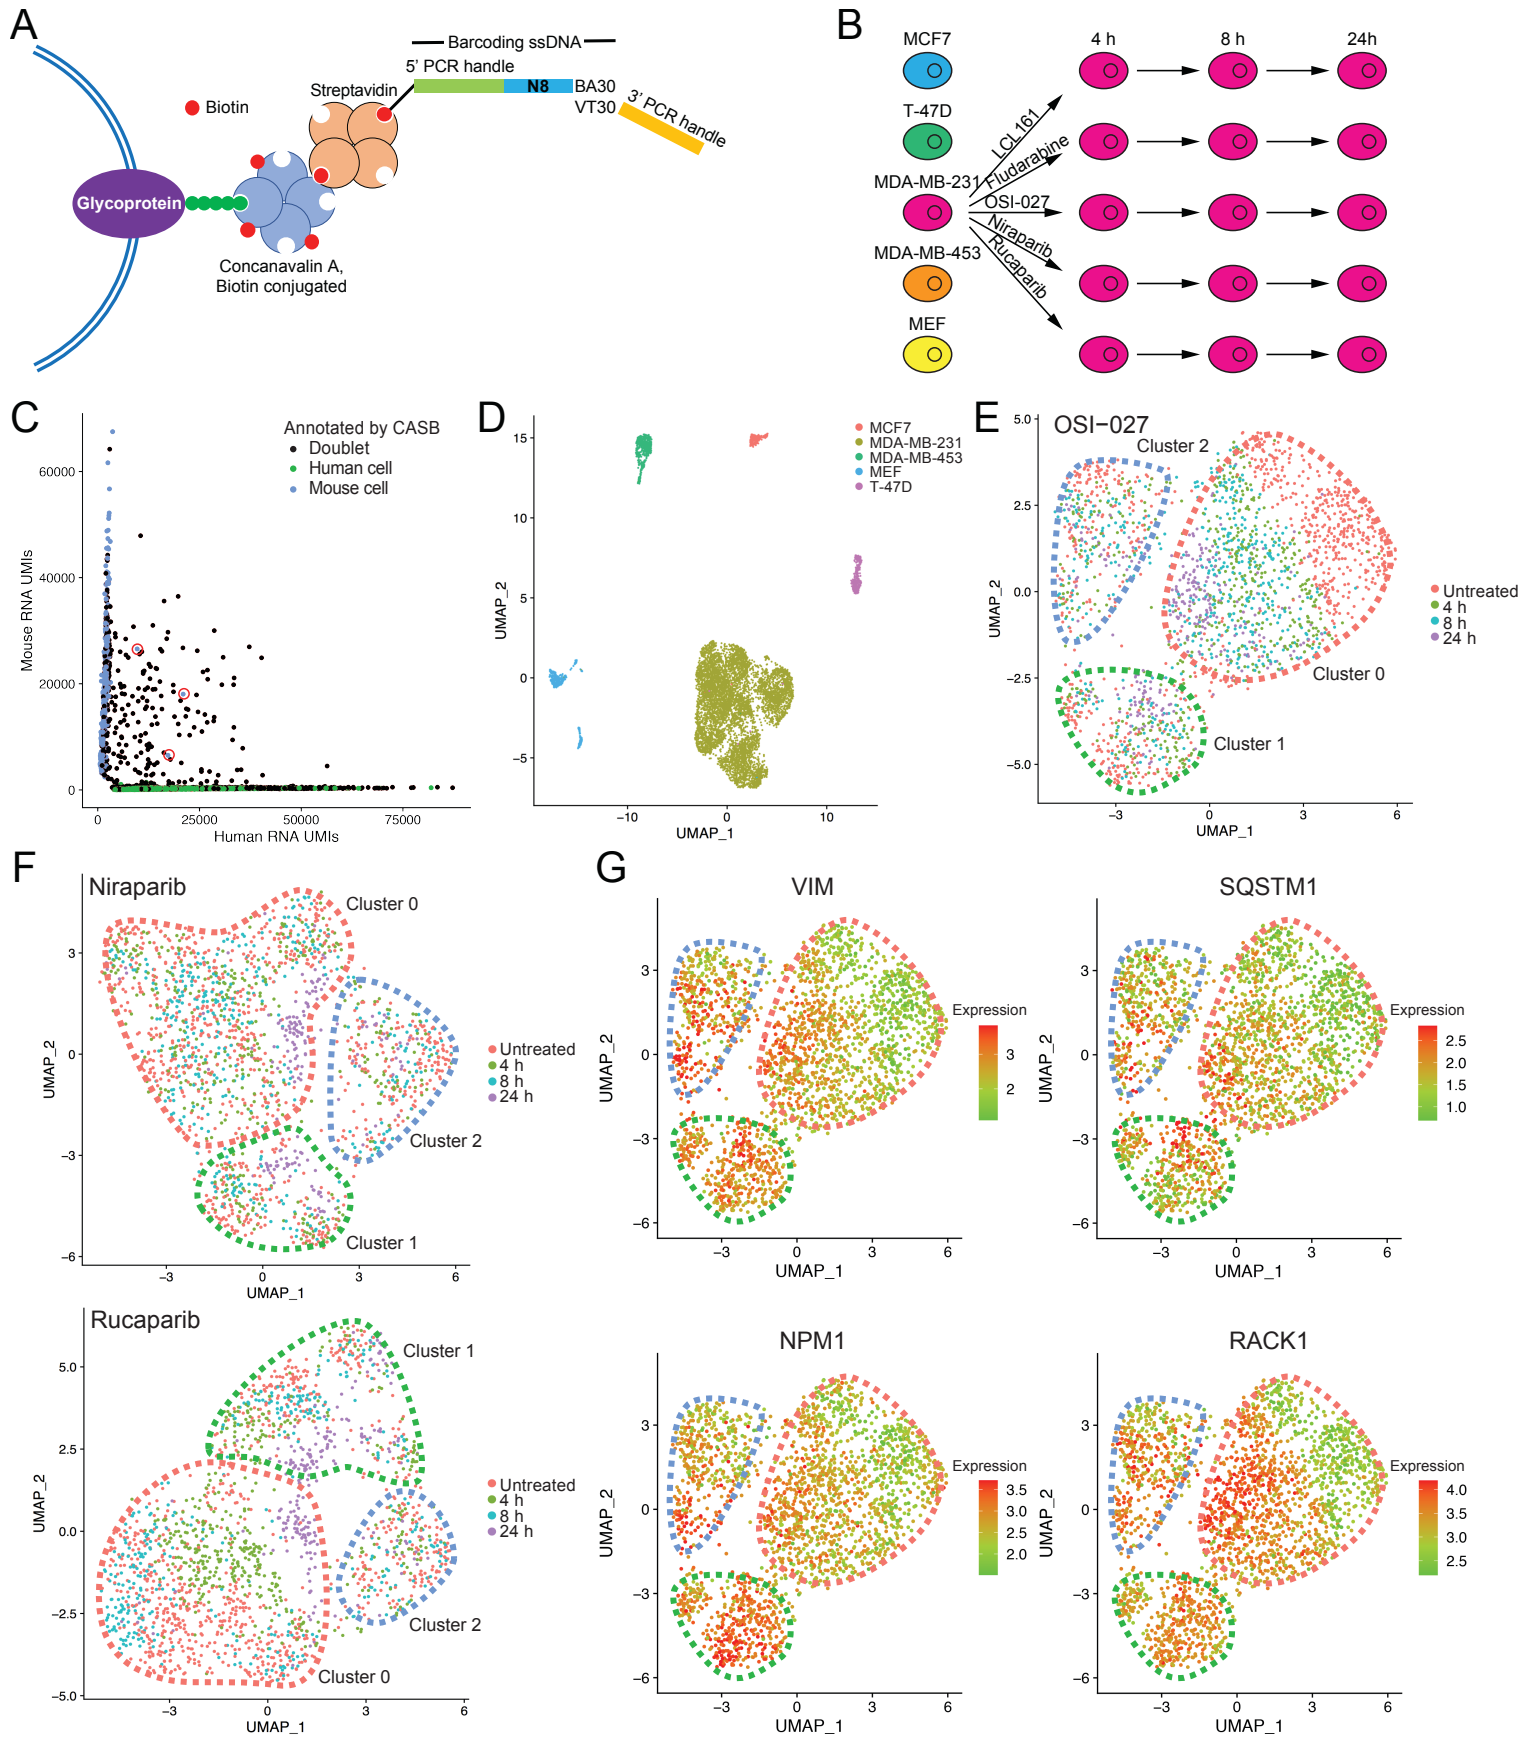 A
Barcoding ssDNA
5' PCR handle
Streptavidin
N8
BA30
VT30
3' PCR handle
Biotin
Glycoprotein
Concanavalin A,
Biotin conjugated
B
MCF7
4 h
8 h
24h
T-47D
LCL161
Fludarabine
MDA-MB-231
OSI-027
Niraparib
Rucaparib
MDA-MB-453
MEF
C
Annotated by CASB
Doublet
Human cell
Mouse cell
Mouse RNA UMIs
60000
40000
20000
0
0 25000 50000 75000
Human RNA UMIs
D
MCF7
MDA-MB-231
MDA-MB-453
MEF
T-47D
UMAP_2
15
10
5
0
−5
−10 0 10
UMAP_1
E
OSI−027
Cluster 2
Cluster 0
Cluster 1
UMAP_2
5.0
2.5
0.0
−2.5
−5.0
−3 0 3 6
UMAP_1
Untreated
4 h
8 h
24 h
F
Niraparib
Cluster 0
Cluster 2
Cluster 1
UMAP_2
3
0
−3
−6
−3 0 3 6
UMAP_1
Untreated
4 h
8 h
24 h
Rucaparib
Cluster 1
Cluster 2
Cluster 0
UMAP_2
5.0
2.5
0.0
−2.5
−5.0
−3 0 3 6
UMAP_1
Untreated
4 h
8 h
24 h
G
VIM
UMAP_2
3
0
−3
−6
−3 0 3 6
UMAP_1
Expression
3
2
SQSTM1
UMAP_2
3
0
−3
−6
−3 0 3 6
UMAP_1
Expression
2.5
2.0
1.5
1.0
NPM1
UMAP_2
3
0
−3
−6
−3 0 3 6
UMAP_1
Expression
3.5
3.0
2.5
2.0
RACK1
UMAP_2
3
0
−3
−6
−3 0 3 6
UMAP_1
Expression
4.0
3.5
3.0
2.5